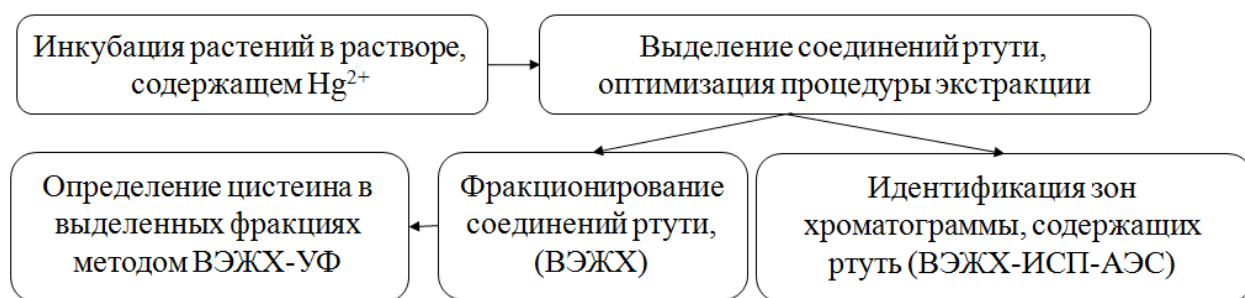 Инкубация растений в растворе,
содержащем Hg²⁺
Выделение соединений ртути,
оптимизация процедуры экстракции
Определение цистеина в
выделенных фракциях
методом ВЭЖХ-УФ
Фракционирование
соединений ртути,
(ВЭЖХ)
Идентификация зон
хроматограммы, содержащих
ртуть (ВЭЖХ-ИСП-АЭС)